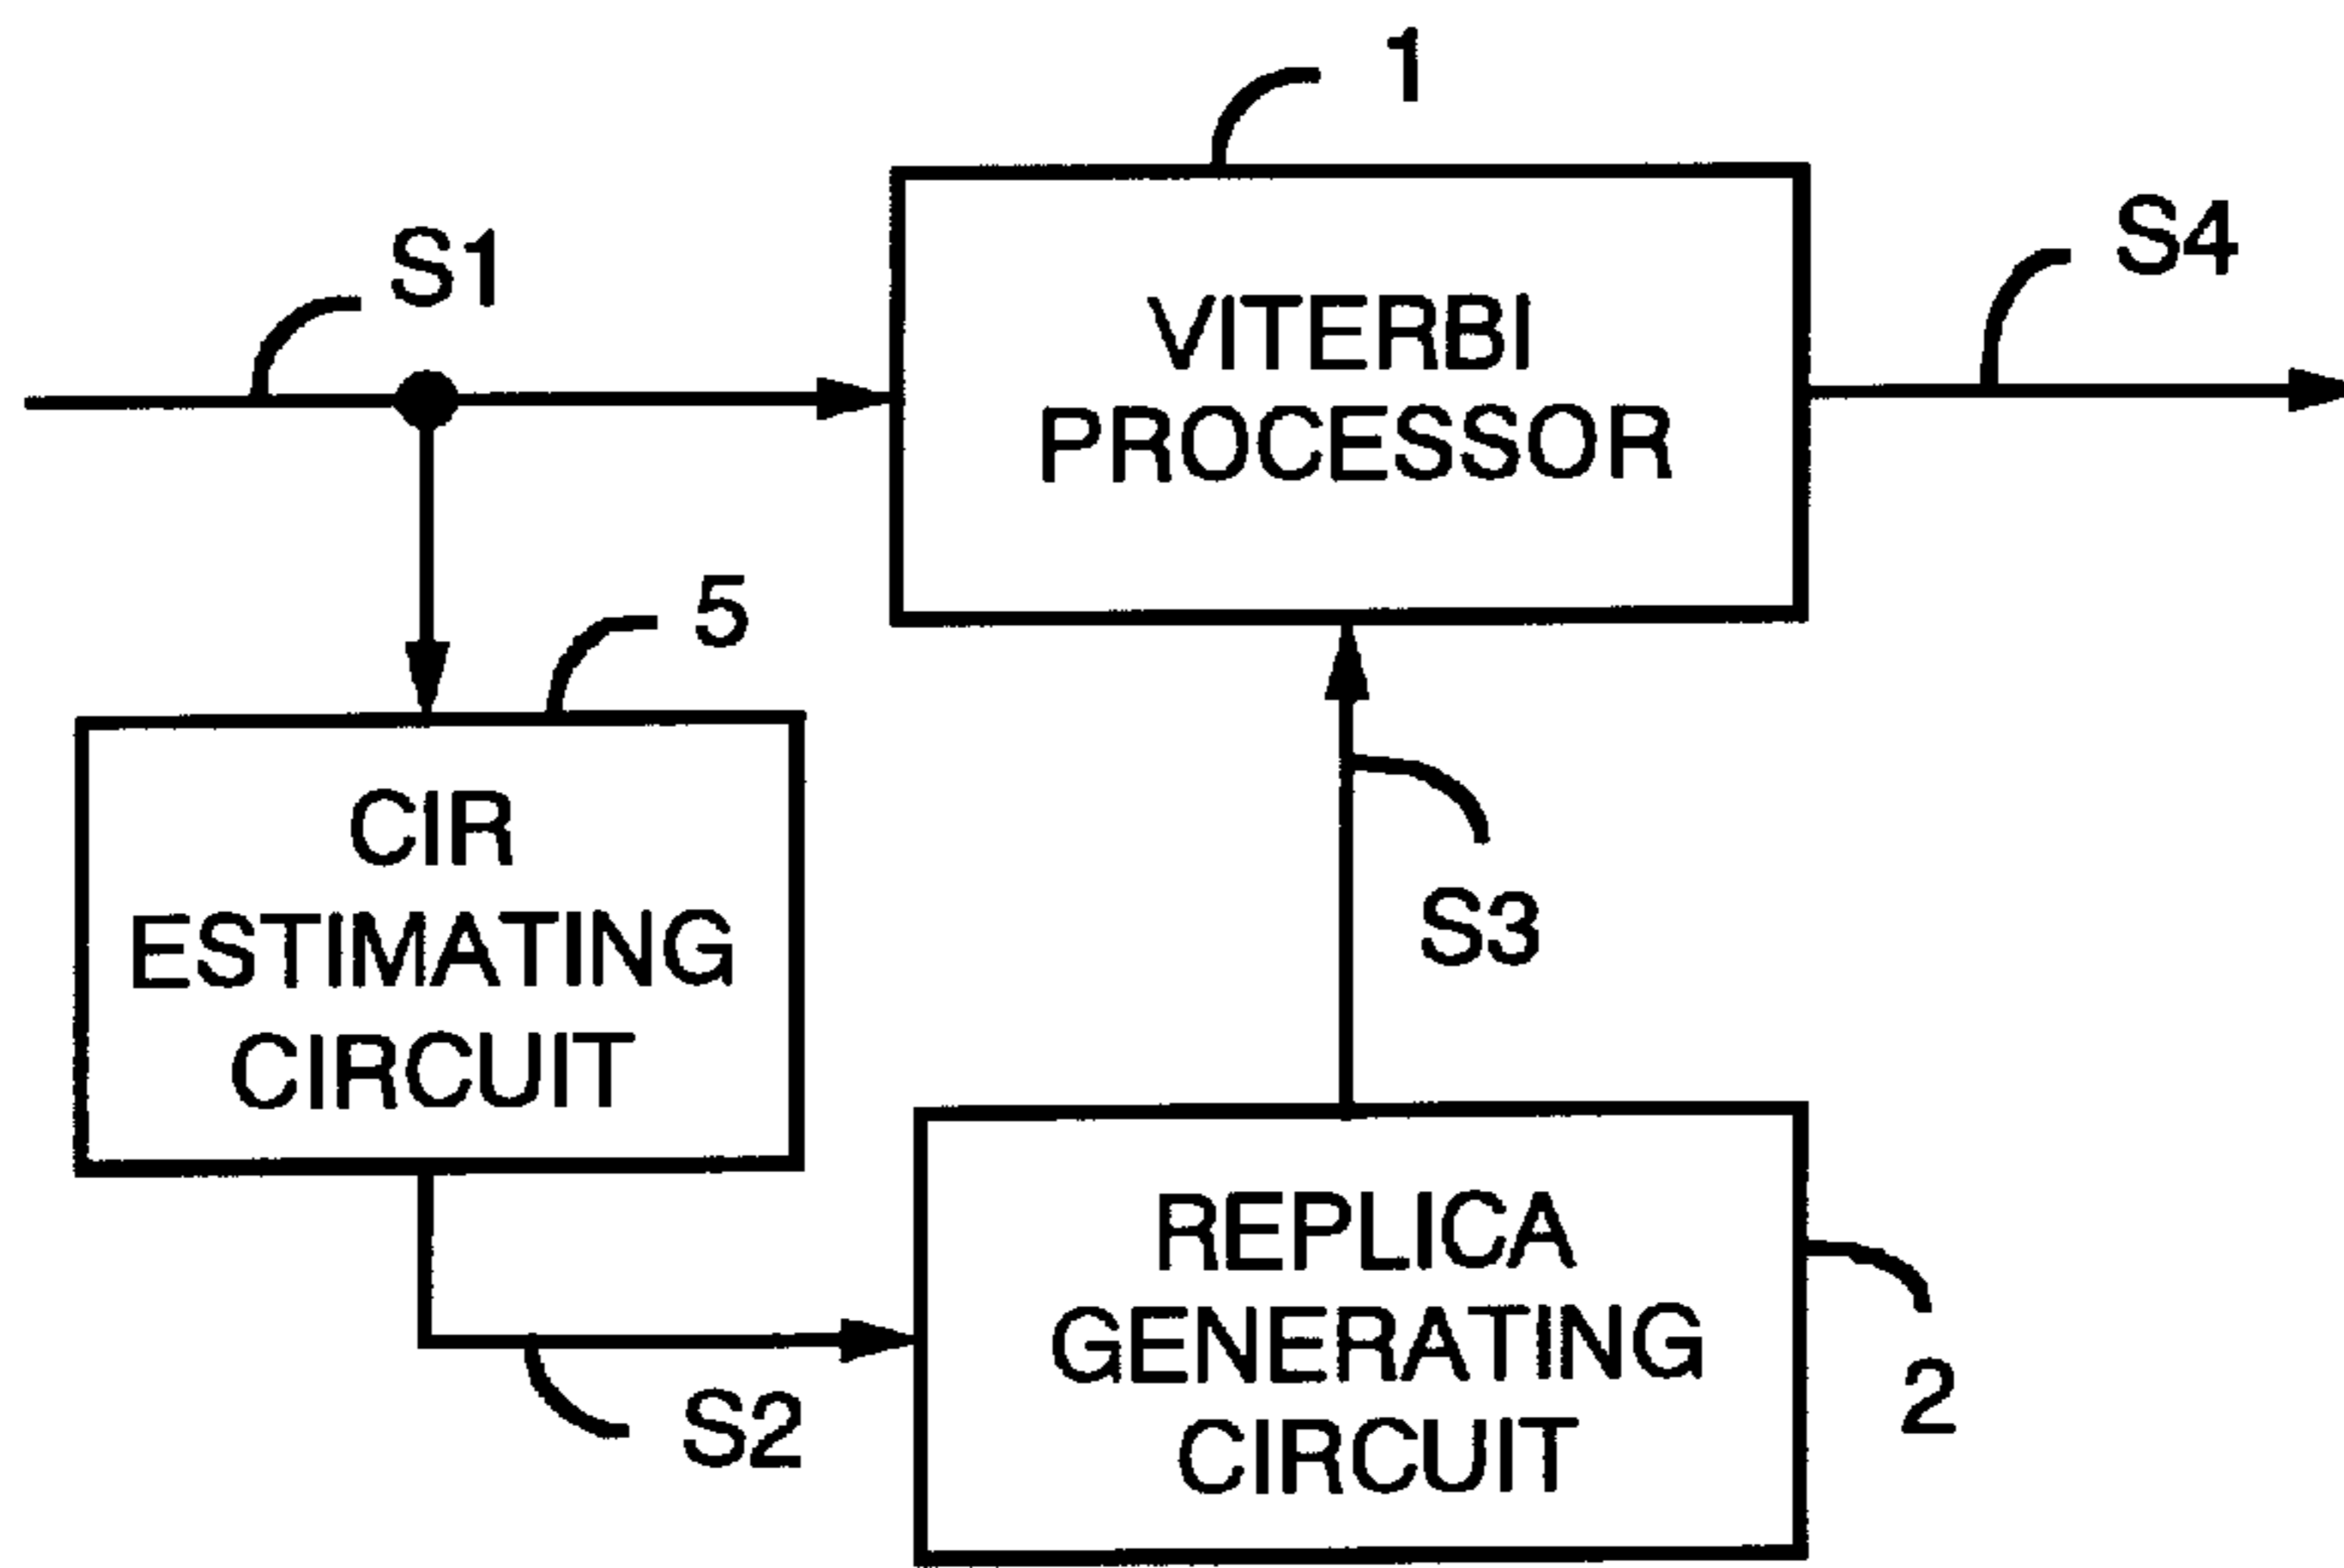 1
S1
S4
VITERBI
PROCESSOR
5
CIR
ESTIMATING
CIRCUIT
S3
REPLICA
GENERATING
CIRCUIT
S2
2